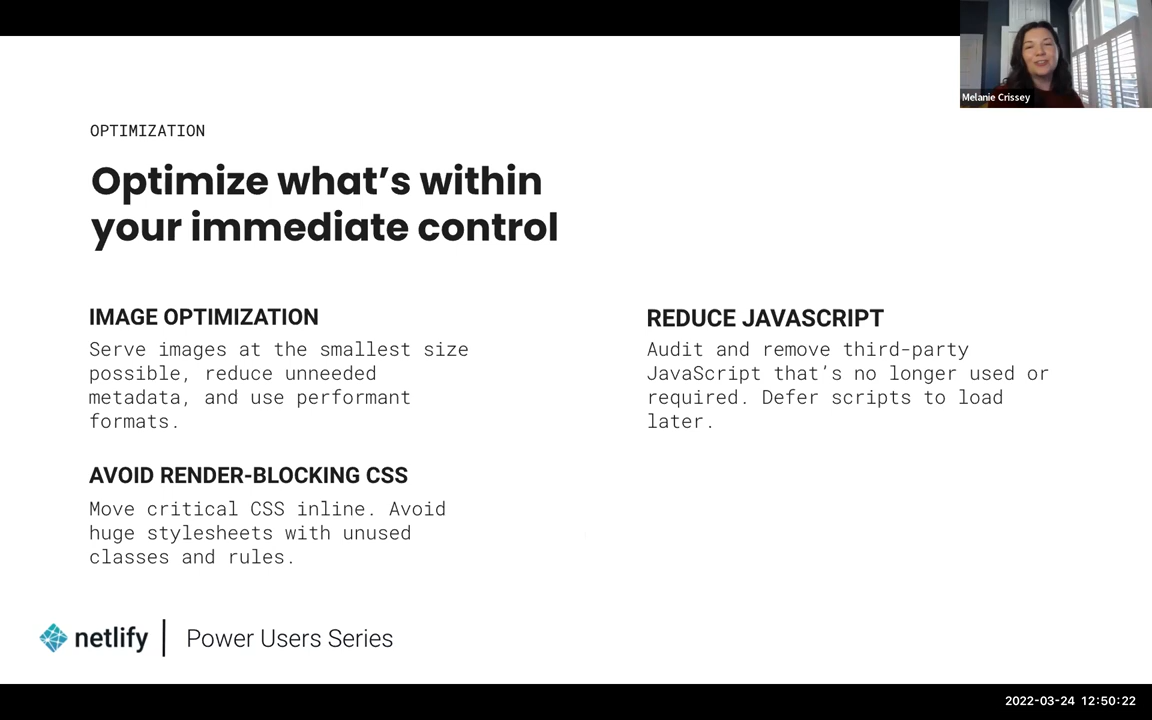 Melanie Crissey
OPTIMIZATION
Optimize what’s within
your immediate control
IMAGE OPTIMIZATION
Serve images at the smallest size
possible, reduce unneeded
metadata, and use performant
formats.
AVOID RENDER-BLOCKING CSS
Move critical CSS inline. Avoid
huge stylesheets with unused
classes and rules.
REDUCE JAVASCRIPT
Audit and remove third-party
JavaScript that’s no longer used or
required. Defer scripts to load
later.
netlify | Power Users Series
2022-03-24 12:50:22